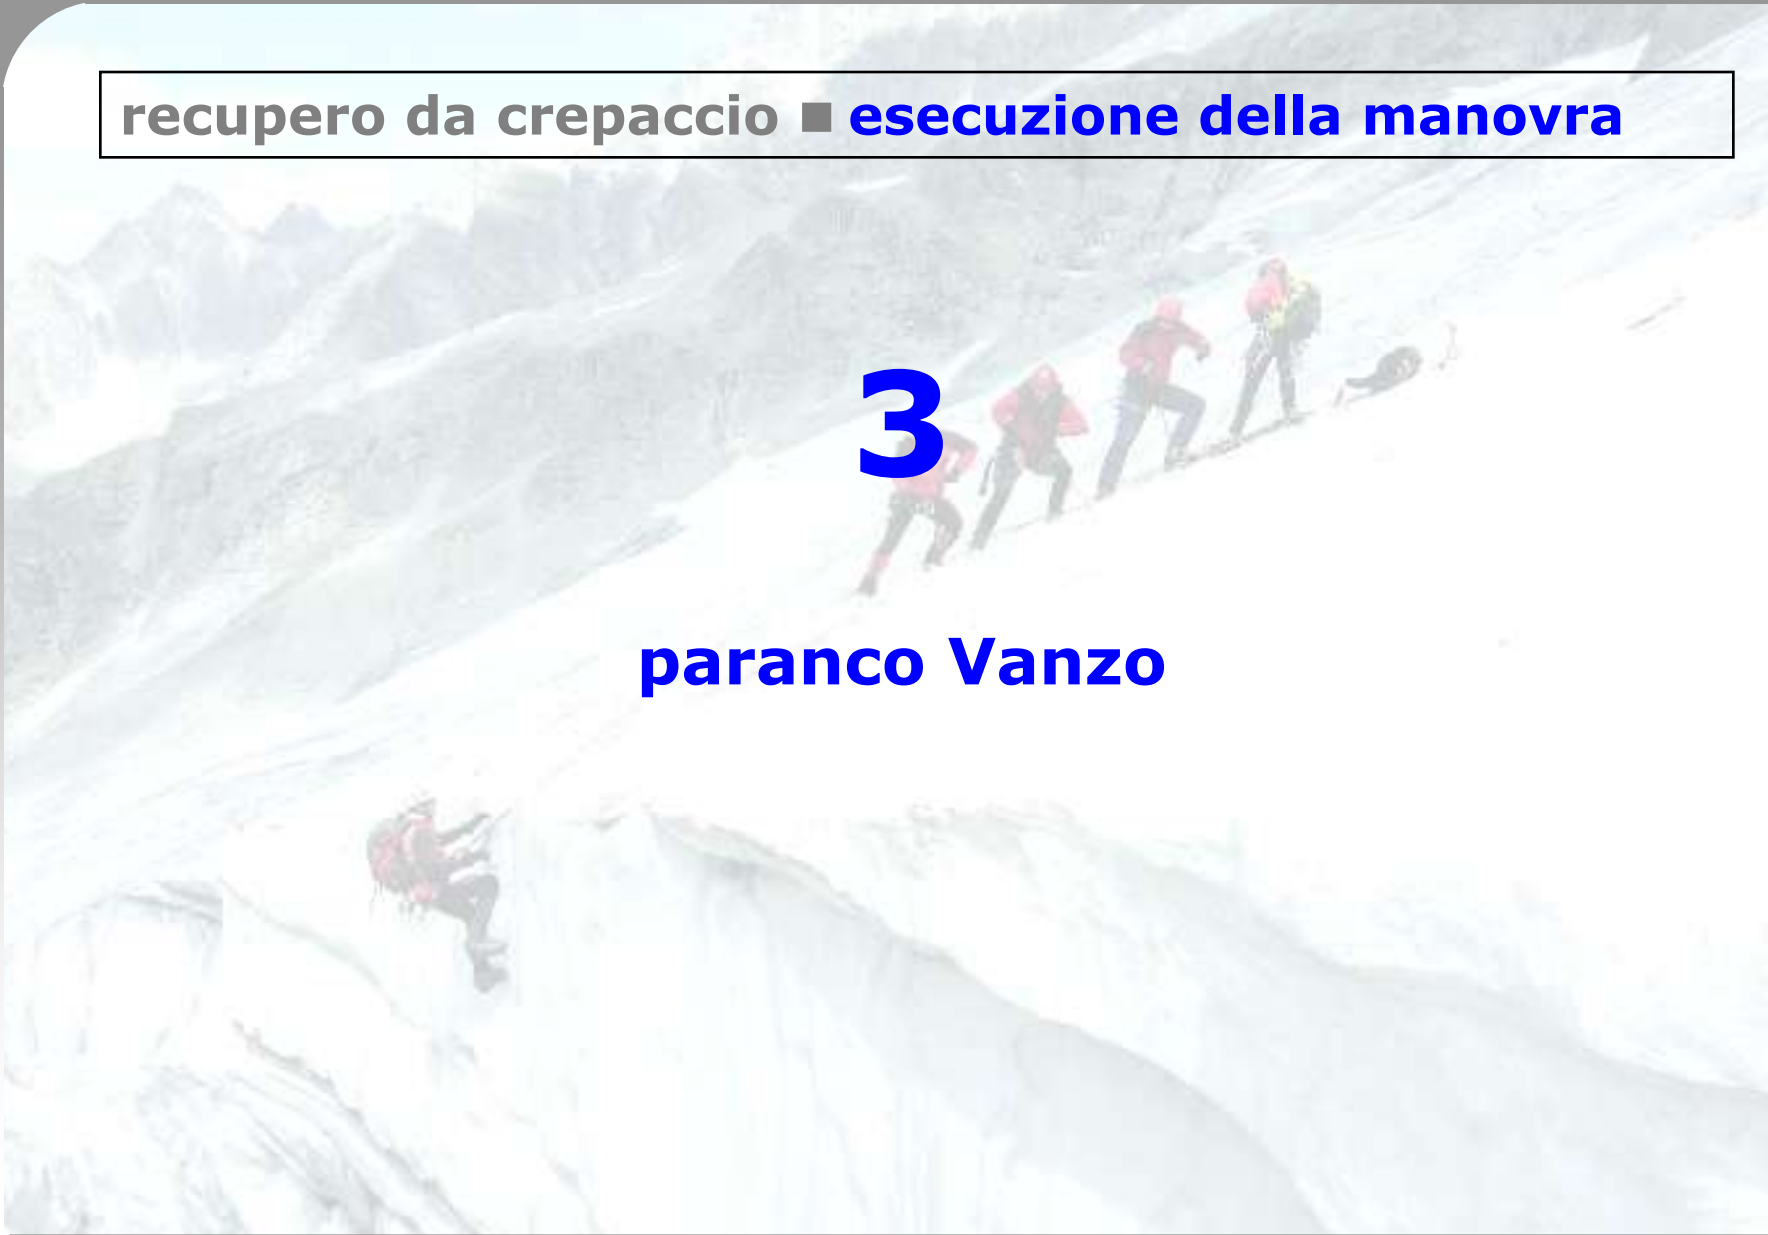 recupero da crepaccio ■ esecuzione della manovra
3
paranco Vanzo